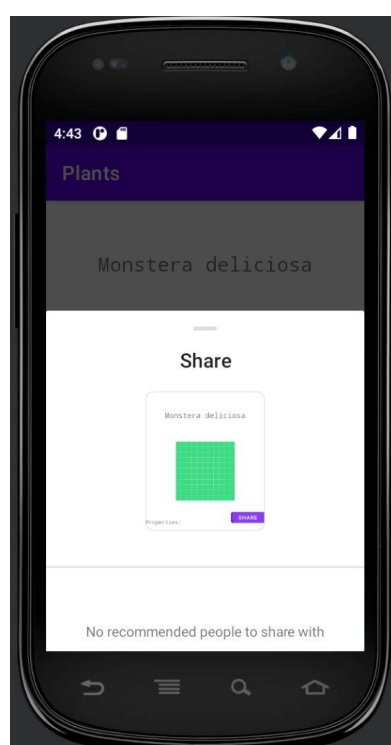 4:43
Plants
Monstera deliciosa
Share
Monstera deliciosa
Properties:
SHARE
No recommended people to share with